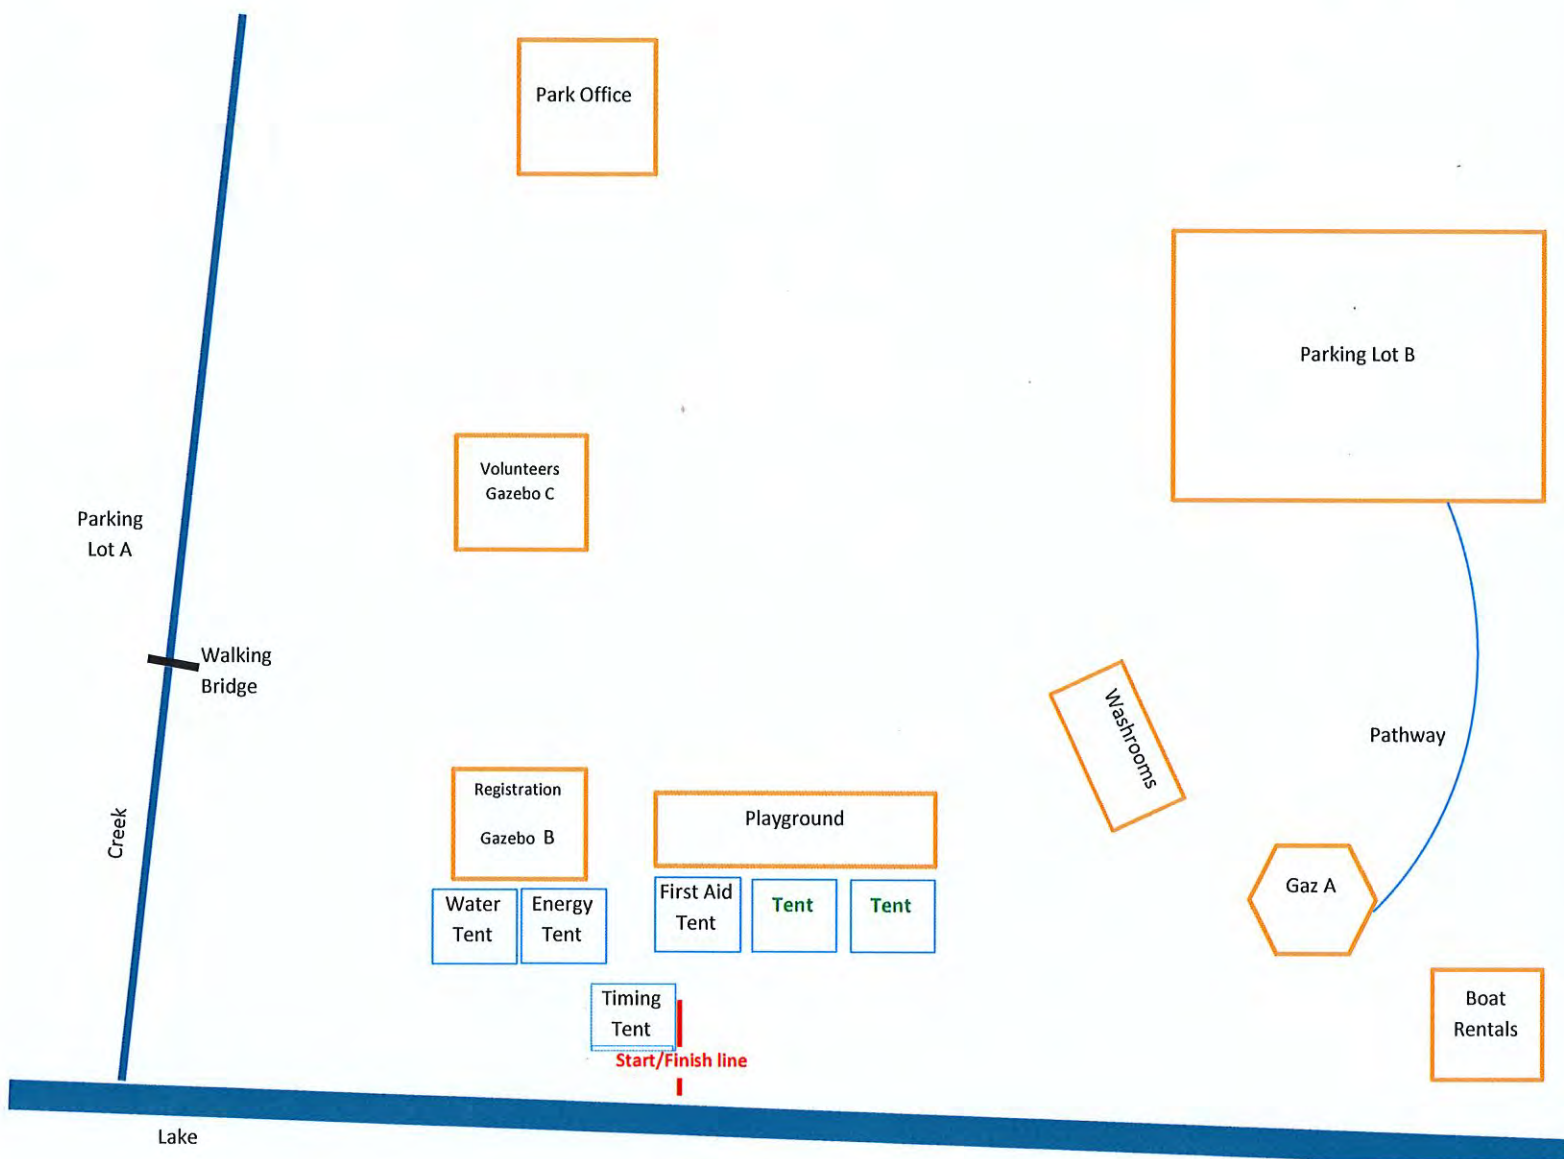 Park Office
Parking Lot B
Volunteers
Gazebo C
Parking
Lot A
Walking
Bridge
Washrooms
Pathway
Registration
Gazebo B
Playground
Creek
Gaz A
Water
Tent
Energy
Tent
First Aid
Tent
Tent
Tent
Timing
Tent
Boat
Rentals
Start/Finish line
Lake